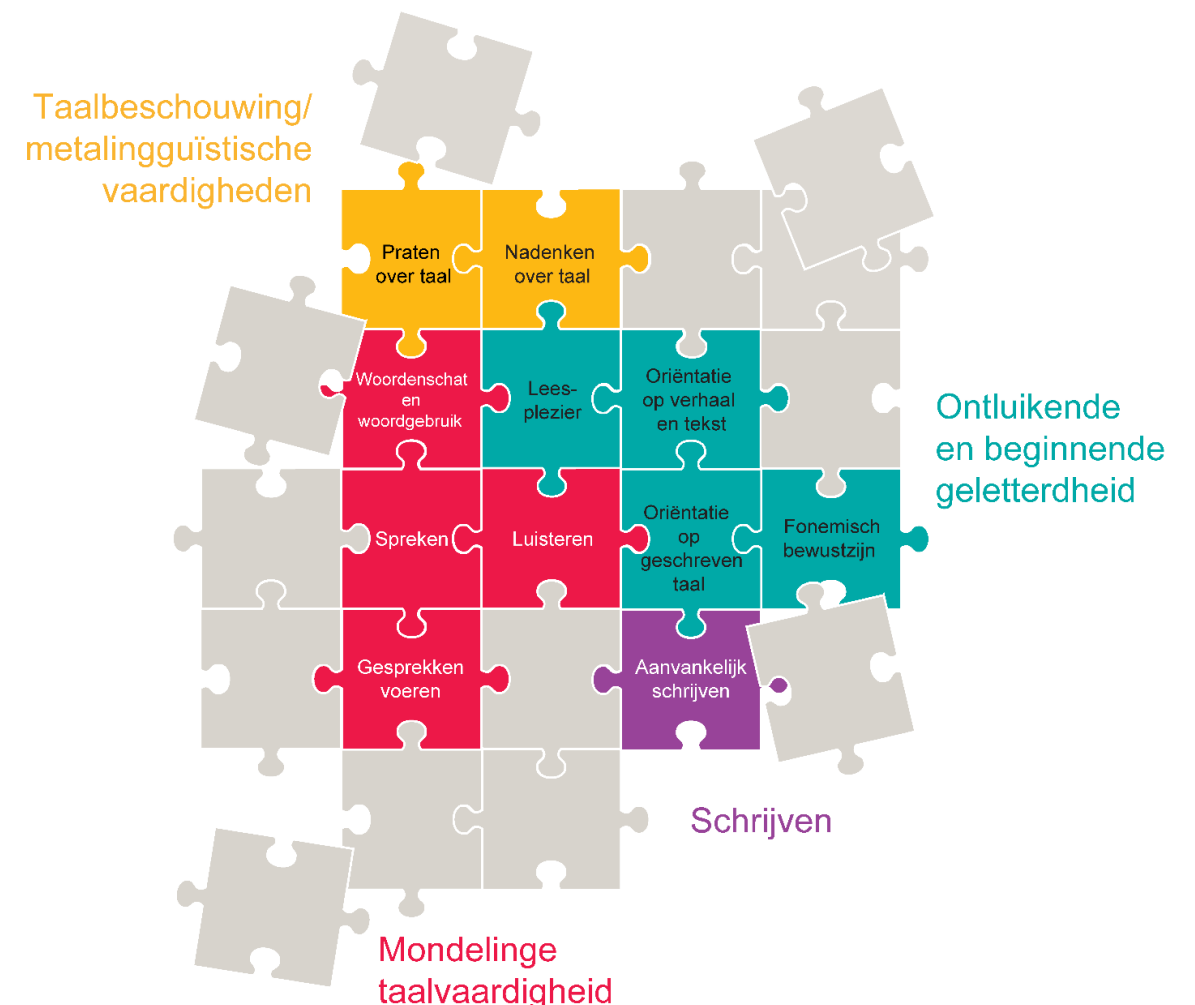 Taalbeschouwing/
metalingguïstische
vaardigheden
Praten
over taal
Nadenken
over taal
Woordenschat
en
woordgebruik
Lees-
plezier
Oriëntatie
op verhaal
en tekst
Ontluikende
en beginnende
geletterdheid
Spreken
Luisteren
Oriëntatie
op
geschreven
taal
Fonemisch
bewustzijn
Gesprekken
voeren
Aanvankelijk
schrijven
Schrijven
Mondelinge
taalvaardigheid